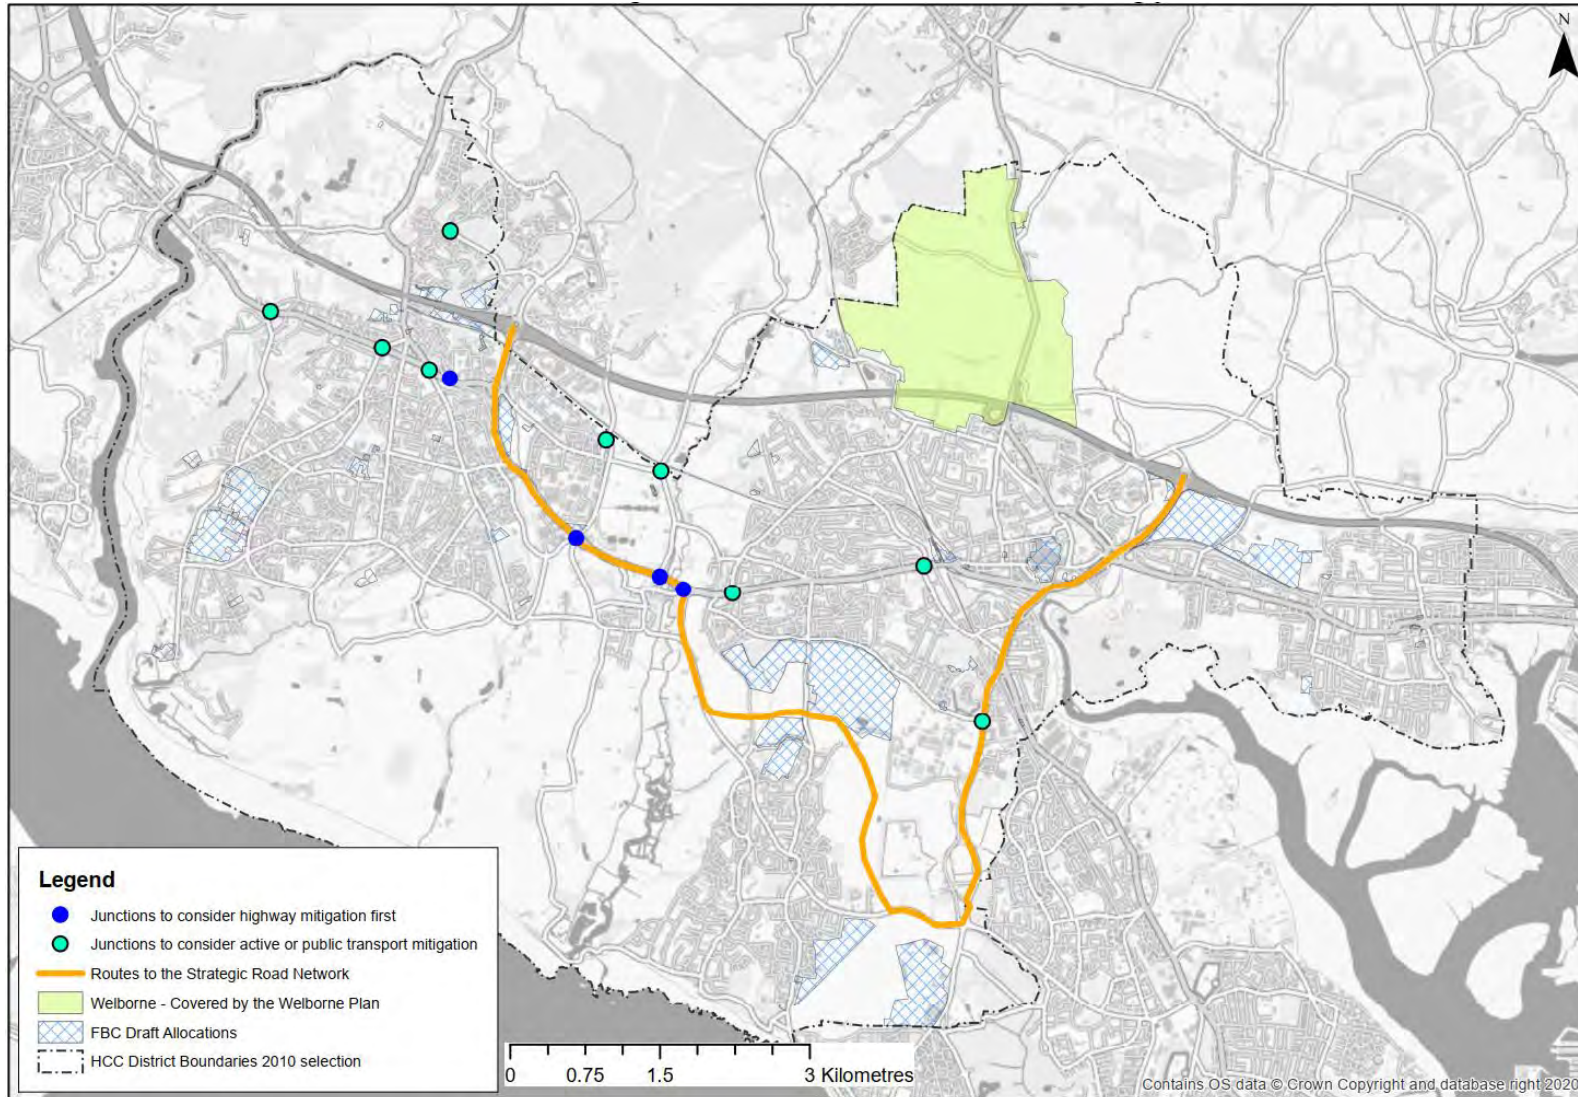 N
Legend
Junctions to consider highway mitigation first
Junctions to consider active or public transport mitigation
Routes to the Strategic Road Network
Welborne - Covered by the Welborne Plan
FBC Draft Allocations
HCC District Boundaries 2010 selection
0 0.75 1.5 3 Kilometres
Contains OS data © Crown Copyright and database right 2020